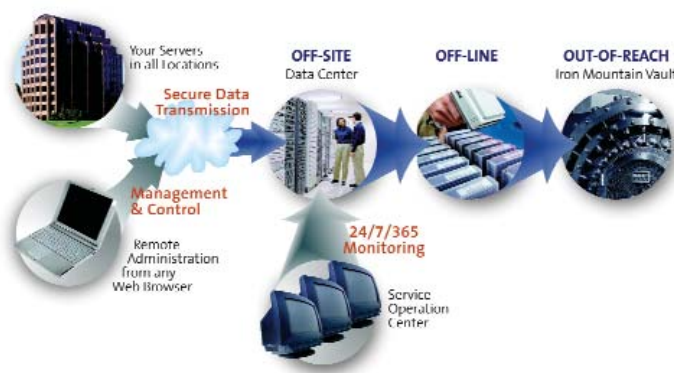 Your Servers
in all Locations
Secure Data
Transmission
OFF-SITE
Data Center
OFF-LINE
OUT-OF-REACH
Iron Mountain Vault
Management
& Control
Remote
Administration
from any
Web Browser
24/7/365
Monitoring
Service
Operation
Center